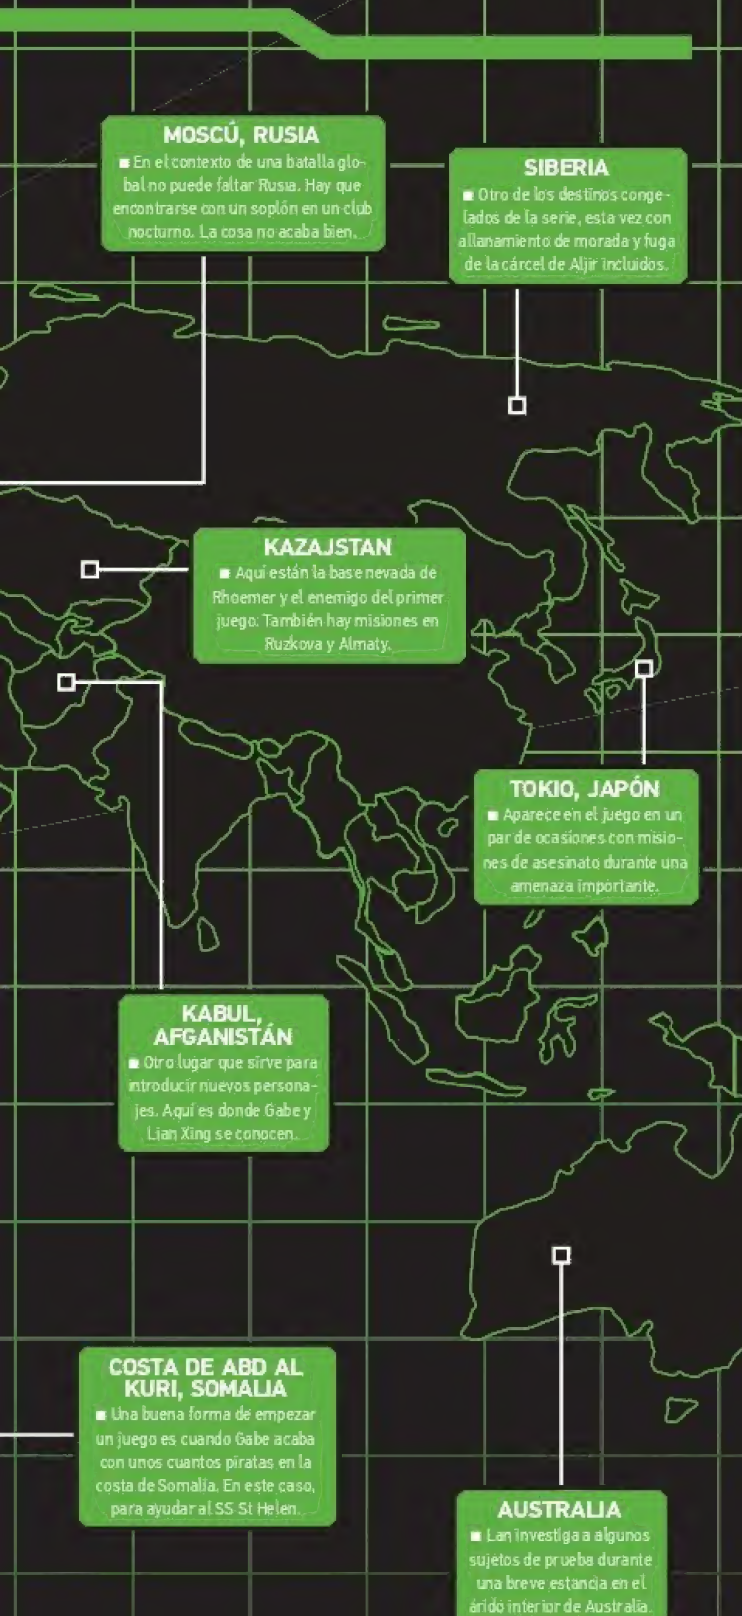 MOSCÚ, RUSIA
■ En el contexto de una batalla glo-
bal no puede faltar Rusia. Hay que
encontrarse con un soplón en un club
nocturno. La cosa no acaba bien.
SIBERIA
■ Otro de los destinos conge-
lados de la serie, esta vez con
allanamiento de morada y fuga
de la cárcel de Aljir incluidos.
KAZAJSTAN
■ Aquí están la base nevada de
Rhoemer y el enemigo del primer
juego. También hay misiones en
Ruzkova y Almaty.
TOKIO, JAPÓN
■ Aparece en el juego en un
par de ocasiones con misio-
nes de asesinato durante una
amenaza importante.
KABUL,
AFGANISTÁN
■ Otro lugar que sirve para
introducir nuevos persona-
jes. Aquí es donde Gabe y
Lian Xing se conocen.
COSTA DE ABD AL
KURI, SOMALIA
■ Una buena forma de empezar
un juego es cuando Gabe acaba
con unos cuantos piratas en la
costa de Somalia. En este caso,
para ayudar al SS St Helen.
AUSTRALIA
■ Lan investiga a algunos
sujetos de prueba durante
una breve estancia en el
árido interior de Australia.